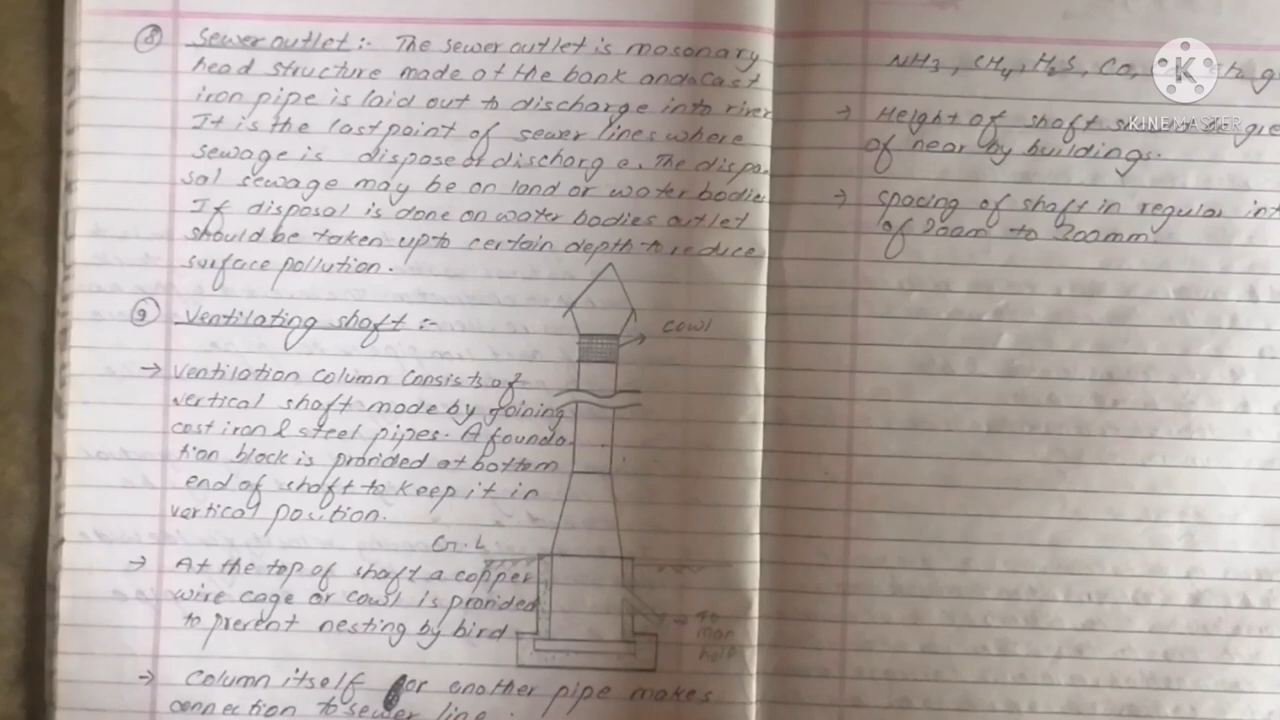 ⑧ Sewer outlet :- The sewer outlet is masonary
head structure made at the bank and a cast
iron pipe is laid out to discharge into river
It is the last point of sewer lines where
sewage is dispose or discharge. The dispo-
sal sewage may be on land or water bodies
If disposal is done on water bodies outlet
should be taken upto certain depth to reduce
surface pollution.
⑨ Ventilating shaft :-
→ Ventilation column consists of
vertical shaft made by joining
cast iron & steel pipes. A founda-
tion block is provided at bottom
end of shaft to keep it in
vertical position.
→ At the top of shaft a copper
wire cage or cowl is provided
to prevent nesting by bird
→ Column itself or another pipe makes
connection to sewer line.
cowl
G.L
to
man
hole
NH3, CH4, H2S, Co,
→ Height of shaft
of near by buildings.
→ spacing of shaft in regular int
of 200m to 300mm.
K
KINEMASTER